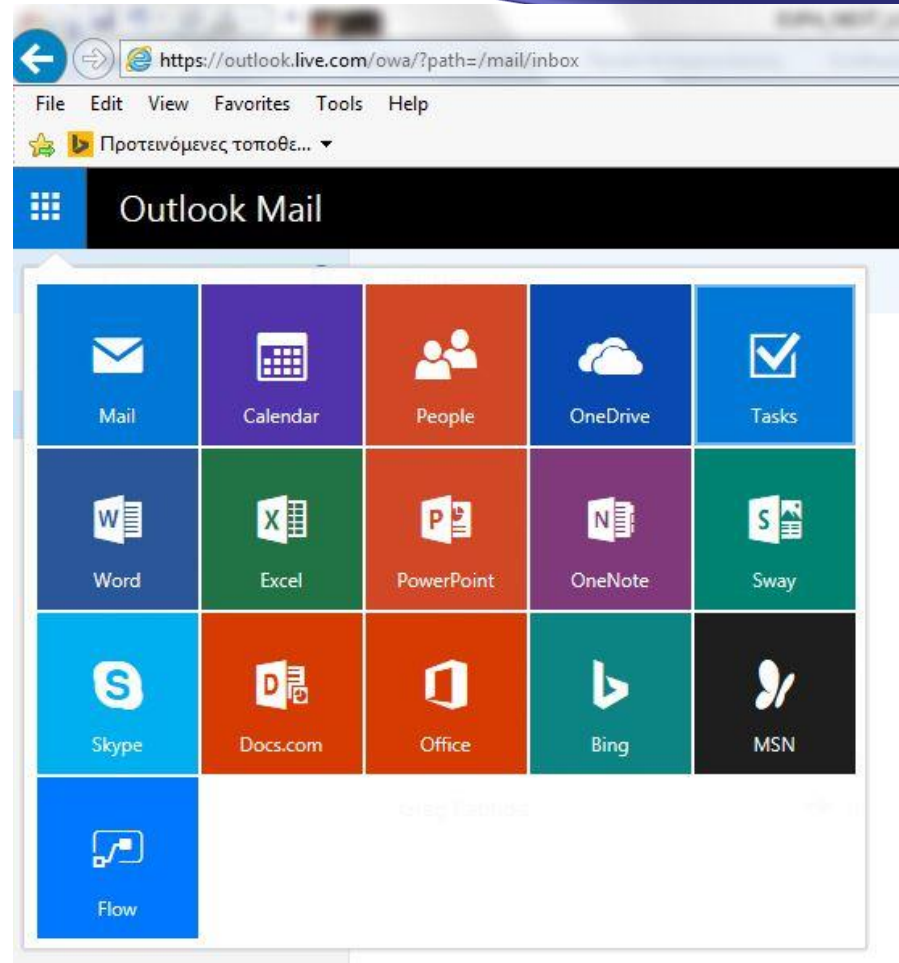 https://outlook.live.com/owa/?path=/mail/inbox
File Edit View Favorites Tools Help
Προτεινόμενες τοποθε...
Outlook Mail
Mail Calendar People OneDrive Tasks
Word Excel PowerPoint OneNote Sway
Skype Docs.com Office Bing MSN
Flow